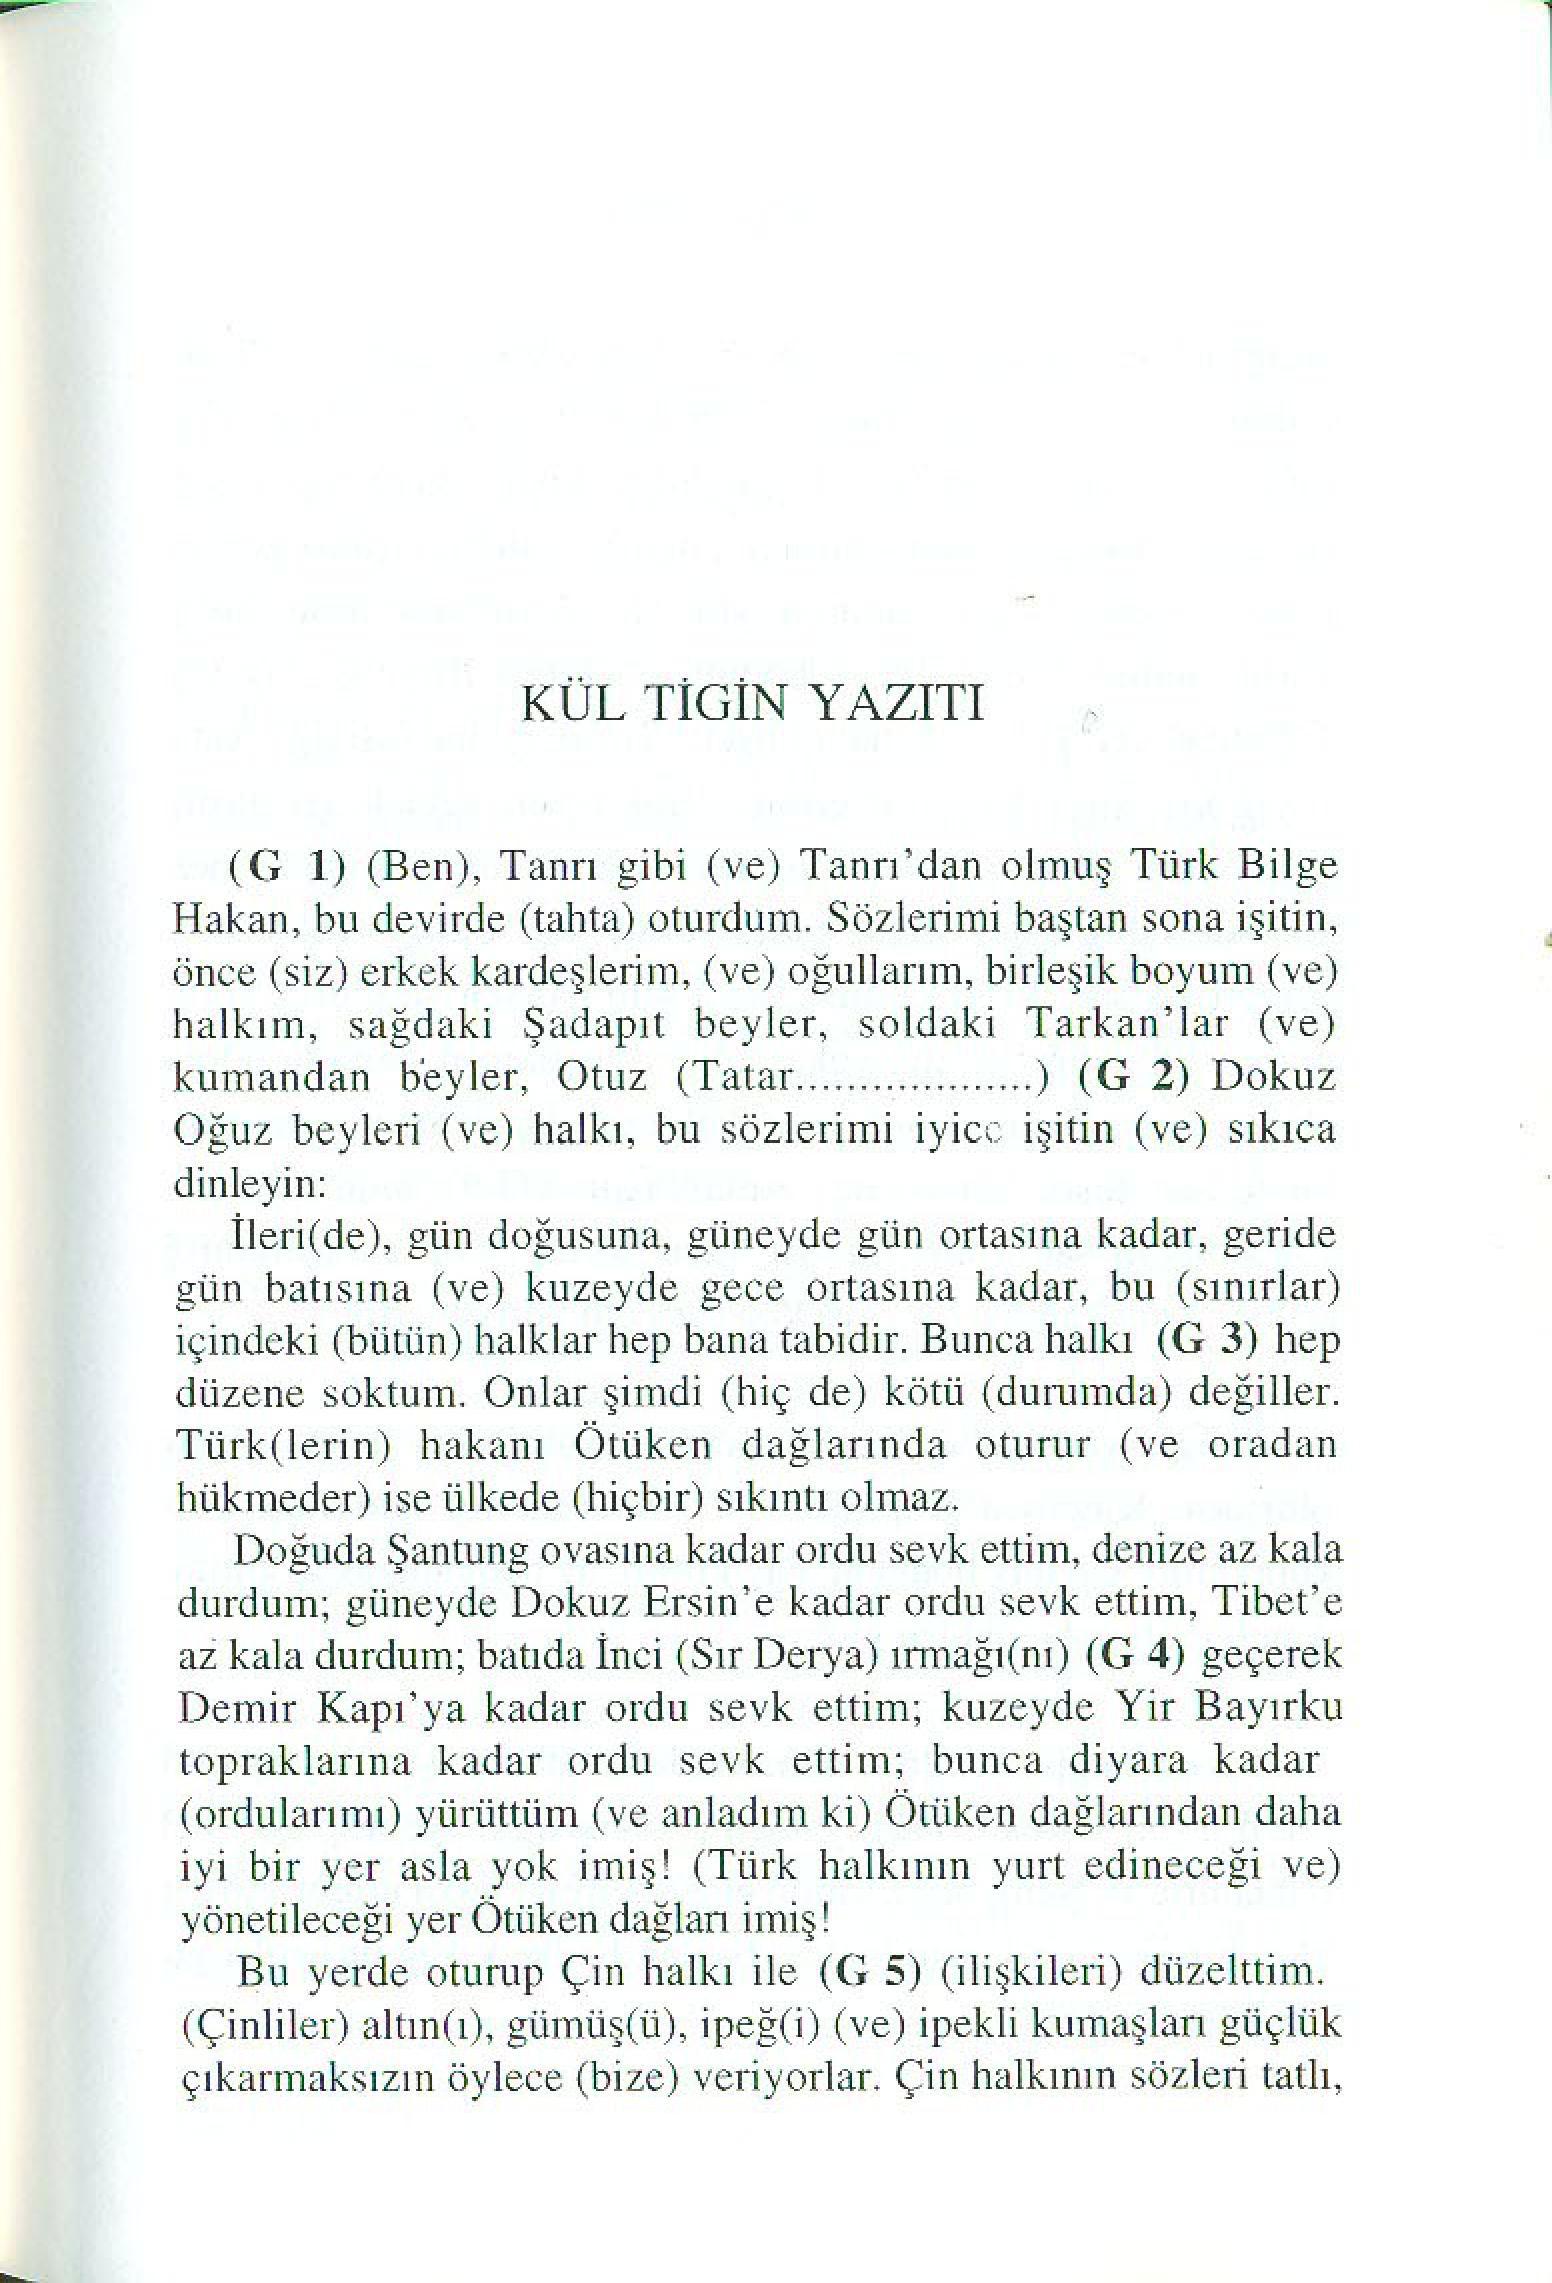 KÜL TİGİN YAZITI
(G 1) (Ben), Tanrı gibi (ve) Tanrı'dan olmuş Türk Bilge
Hakan, bu devirde (tahta) oturdum. Sözlerimi baştan sona işitin,
önce (siz) erkek kardeşlerim, (ve) oğullarım, birleşik boyum (ve)
halkım, sağdaki Şadapıt beyler, soldaki Tarkan'lar (ve)
kumandan beyler, Otuz (Tatar...................) (G 2) Dokuz
Oğuz beyleri (ve) halkı, bu sözlerimi iyice işitin (ve) sıkıca
dinleyin:
İleri(de), gün doğusuna, güneyde gün ortasına kadar, geride
gün batısına (ve) kuzeyde gece ortasına kadar, bu (sınırlar)
içindeki (bütün) halklar hep bana tabidir. Bunca halkı (G 3) hep
düzene soktum. Onlar şimdi (hiç de) kötü (durumda) değiller.
Türk(lerin) hakanı Ötüken dağlarında oturur (ve oradan
hükmeder) ise ülkede (hiçbir) sıkıntı olmaz.
Doğuda Şantung ovasına kadar ordu sevk ettim, denize az kala
durdum; güneyde Dokuz Ersin'e kadar ordu sevk ettim, Tibet'e
az kala durdum; batıda İnci (Sır Derya) ırmağı(nı) (G 4) geçerek
Demir Kapı'ya kadar ordu sevk ettim; kuzeyde Yir Bayırku
topraklarına kadar ordu sevk ettim; bunca diyara kadar
(ordularımı) yürüttüm (ve anladım ki) Ötüken dağlarından daha
iyi bir yer asla yok imiş! (Türk halkının yurt edineceği ve)
yönetileceği yer Ötüken dağları imiş!
Bu yerde oturup Çin halkı ile (G 5) (ilişkileri) düzelttim.
(Çinliler) altın(ı), gümüş(ü), ipeğ(i) (ve) ipekli kumaşları güçlük
çıkarmaksızın öylece (bize) veriyorlar. Çin halkının sözleri tatlı,